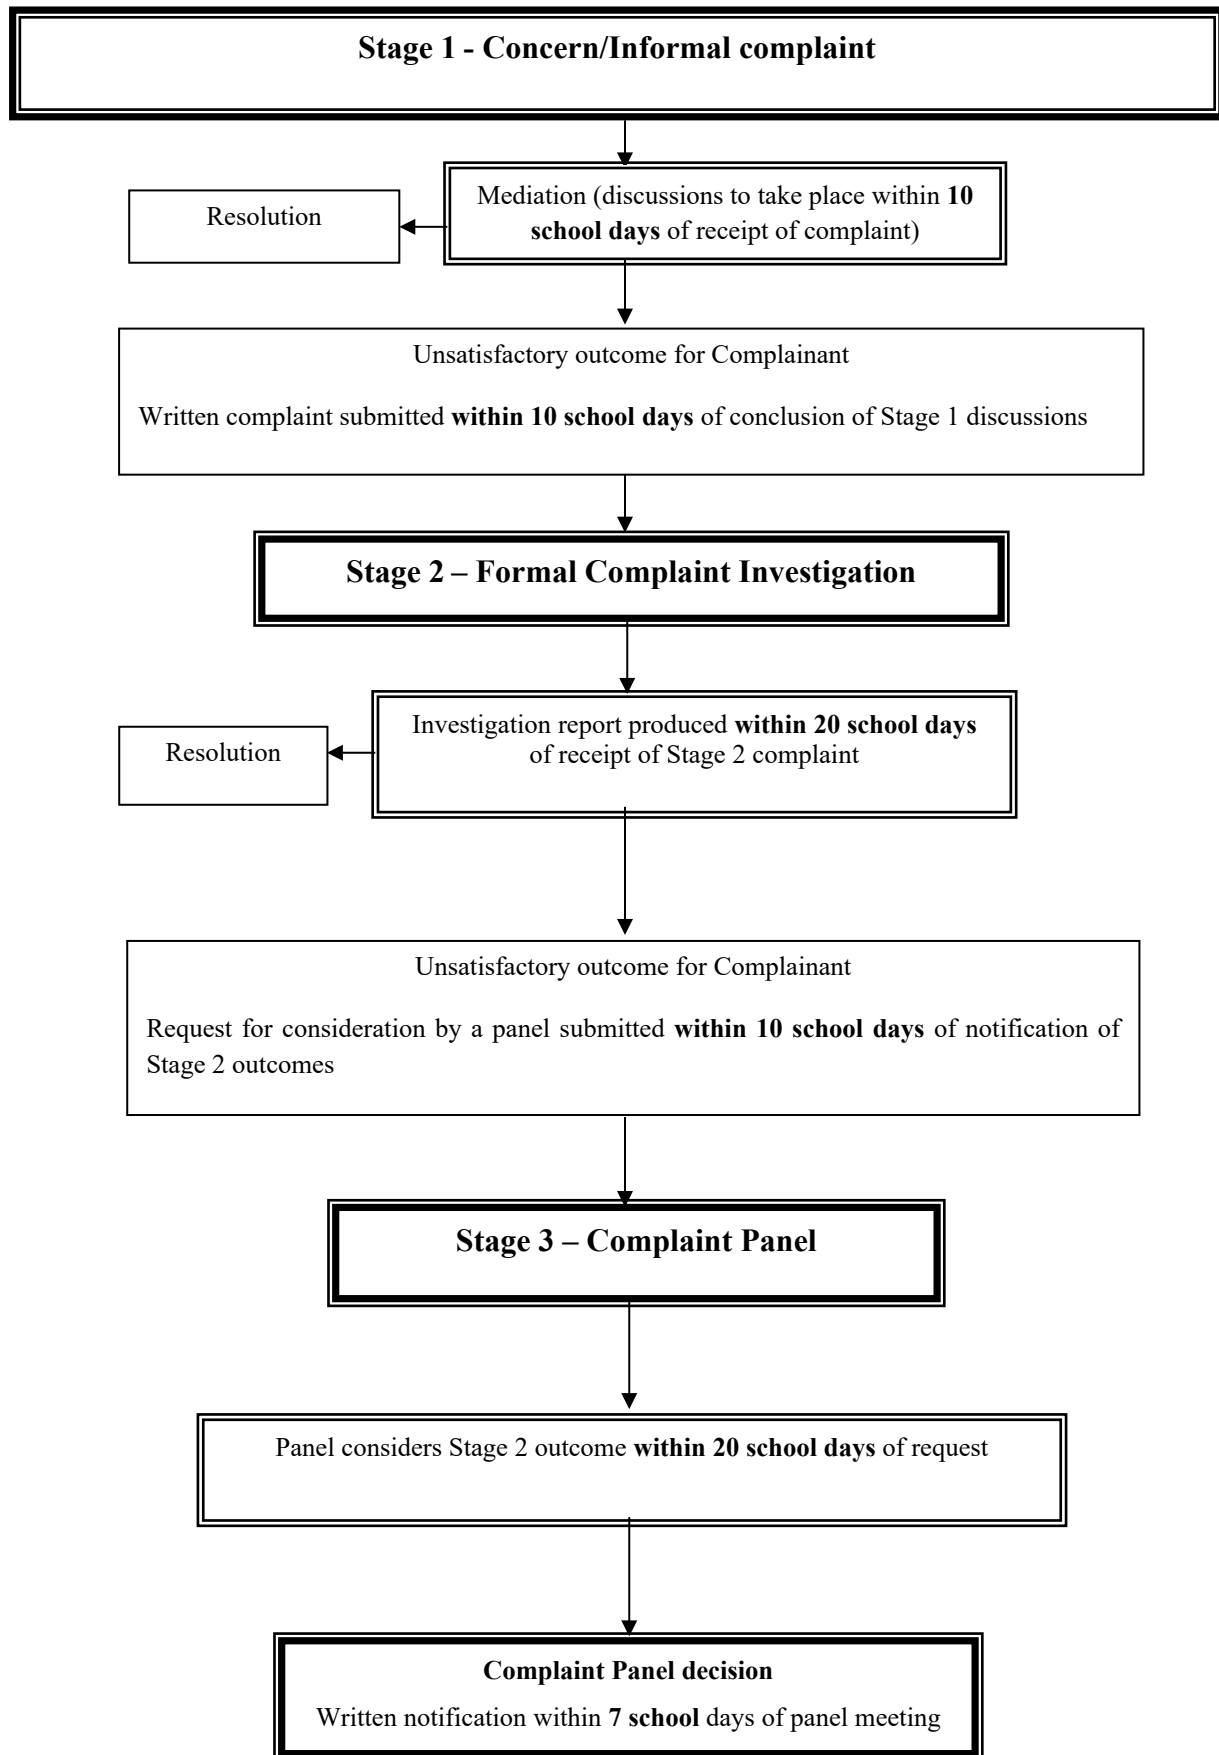 Stage 1 - Concern/Informal complaint
Mediation (discussions to take place within 10
school days of receipt of complaint)
Resolution
Unsatisfactory outcome for Complainant
Written complaint submitted within 10 school days of conclusion of Stage 1 discussions
Stage 2 – Formal Complaint Investigation
Investigation report produced within 20 school days
of receipt of Stage 2 complaint
Resolution
Unsatisfactory outcome for Complainant
Request for consideration by a panel submitted within 10 school days of notification of
Stage 2 outcomes
Stage 3 – Complaint Panel
Panel considers Stage 2 outcome within 20 school days of request
Complaint Panel decision
Written notification within 7 school days of panel meeting